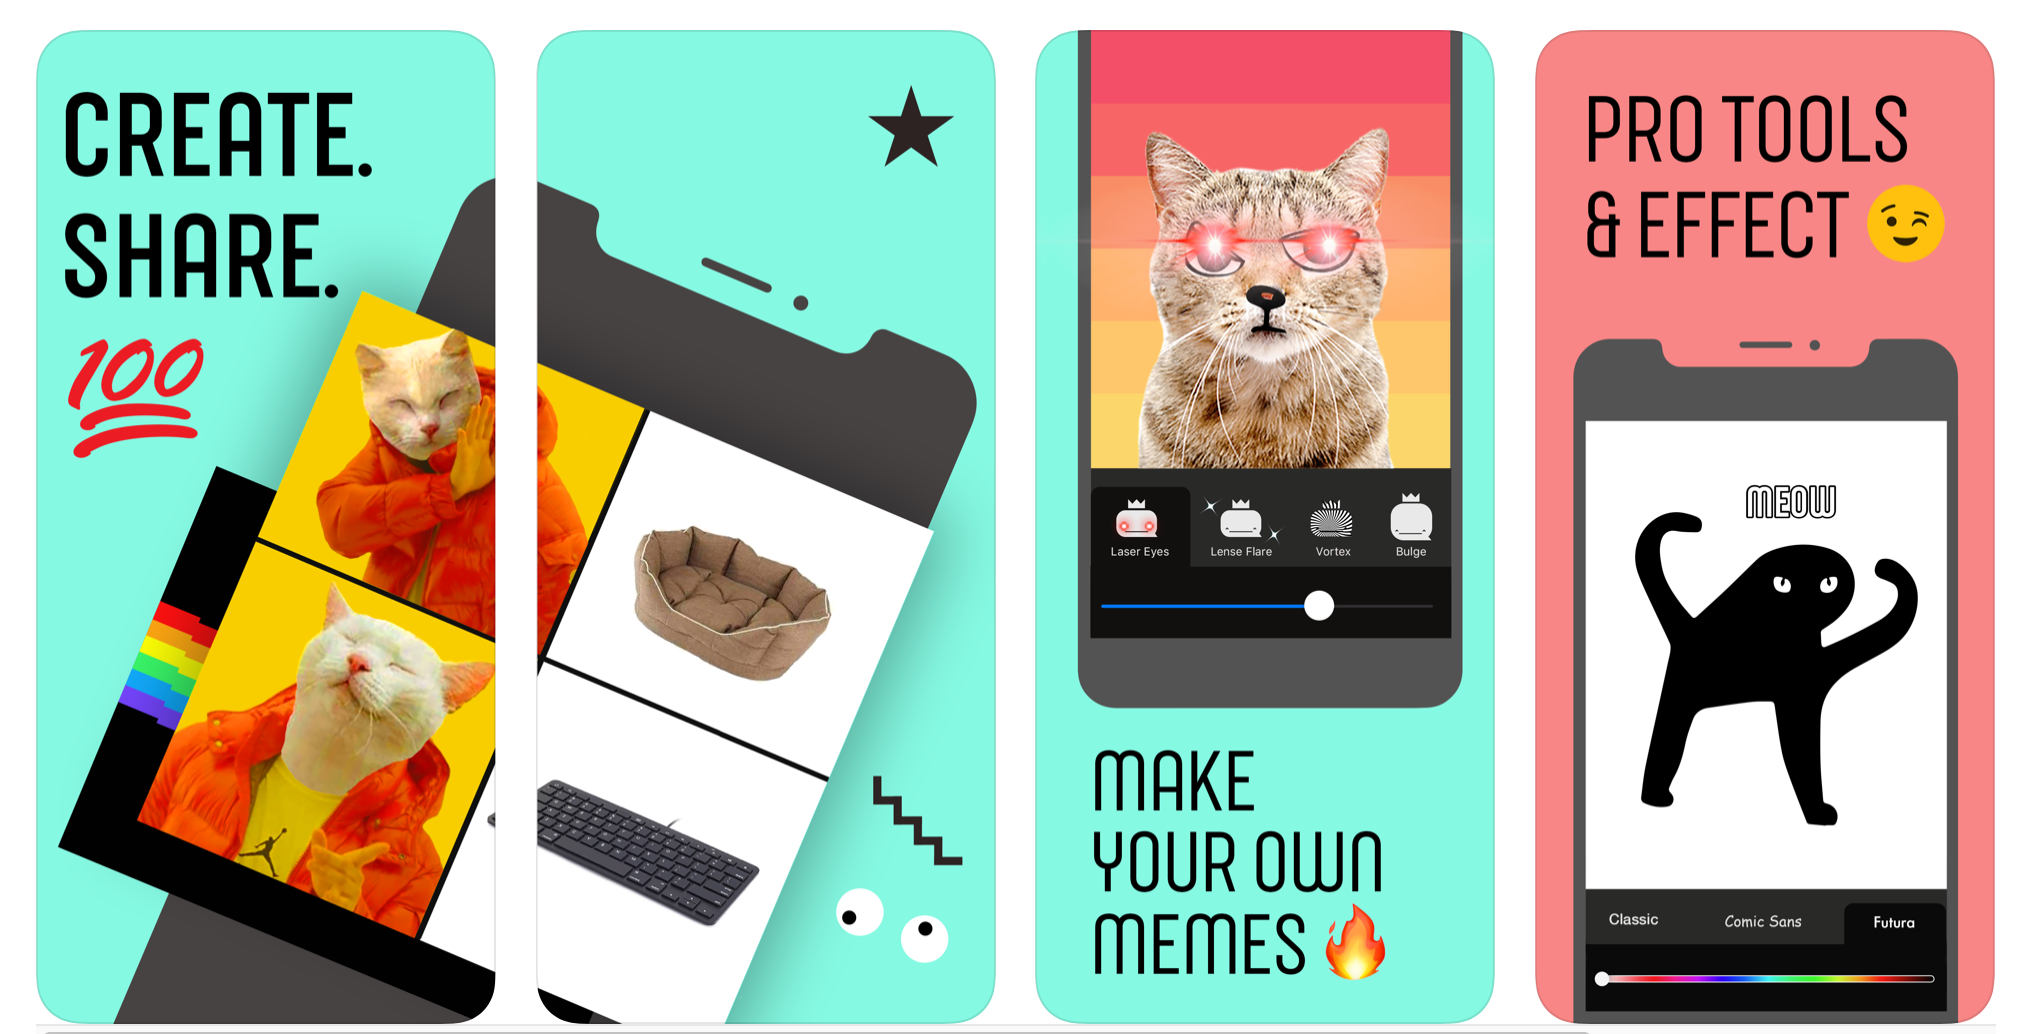 CREATE.
SHARE.
100
MAKE
YOUR OWN
MEMES
Laser Eyes
Lense Flare
Vortex
Bulge
PRO TOOLS
& EFFECT
MEOW
Classic
Comic Sans
Futura